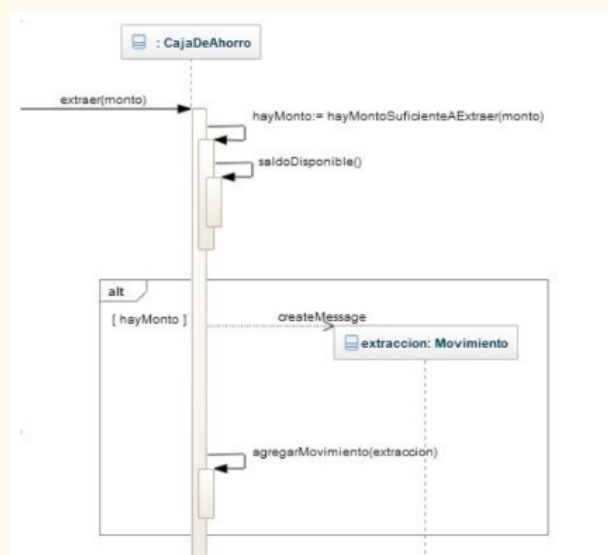 : CajaDeAhorro
extraer(monto)
hayMonto:= hayMontoSuficienteAExtraer(monto)
saldoDisponible()
alt
[ hayMonto ]
createMessage
extraccion: Movimiento
agregarMovimiento(extraccion)